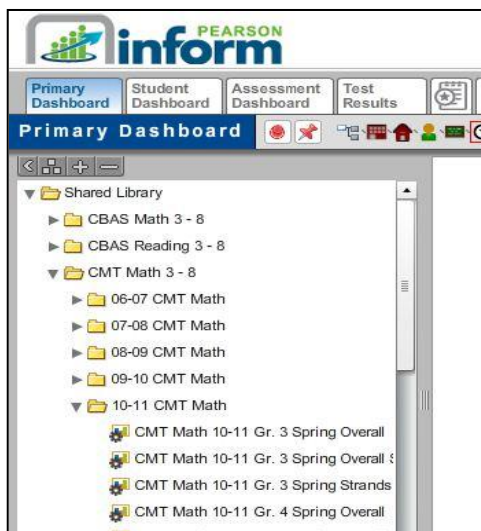 PEARSON
inform
Primary Dashboard
Student Dashboard
Assessment Dashboard
Test Results
Primary Dashboard
Shared Library
CBAS Math 3 - 8
CBAS Reading 3 - 8
CMT Math 3 - 8
06-07 CMT Math
07-08 CMT Math
08-09 CMT Math
09-10 CMT Math
10-11 CMT Math
CMT Math 10-11 Gr. 3 Spring Overall
CMT Math 10-11 Gr. 3 Spring Overall
CMT Math 10-11 Gr. 3 Spring Strands
CMT Math 10-11 Gr. 4 Spring Overall